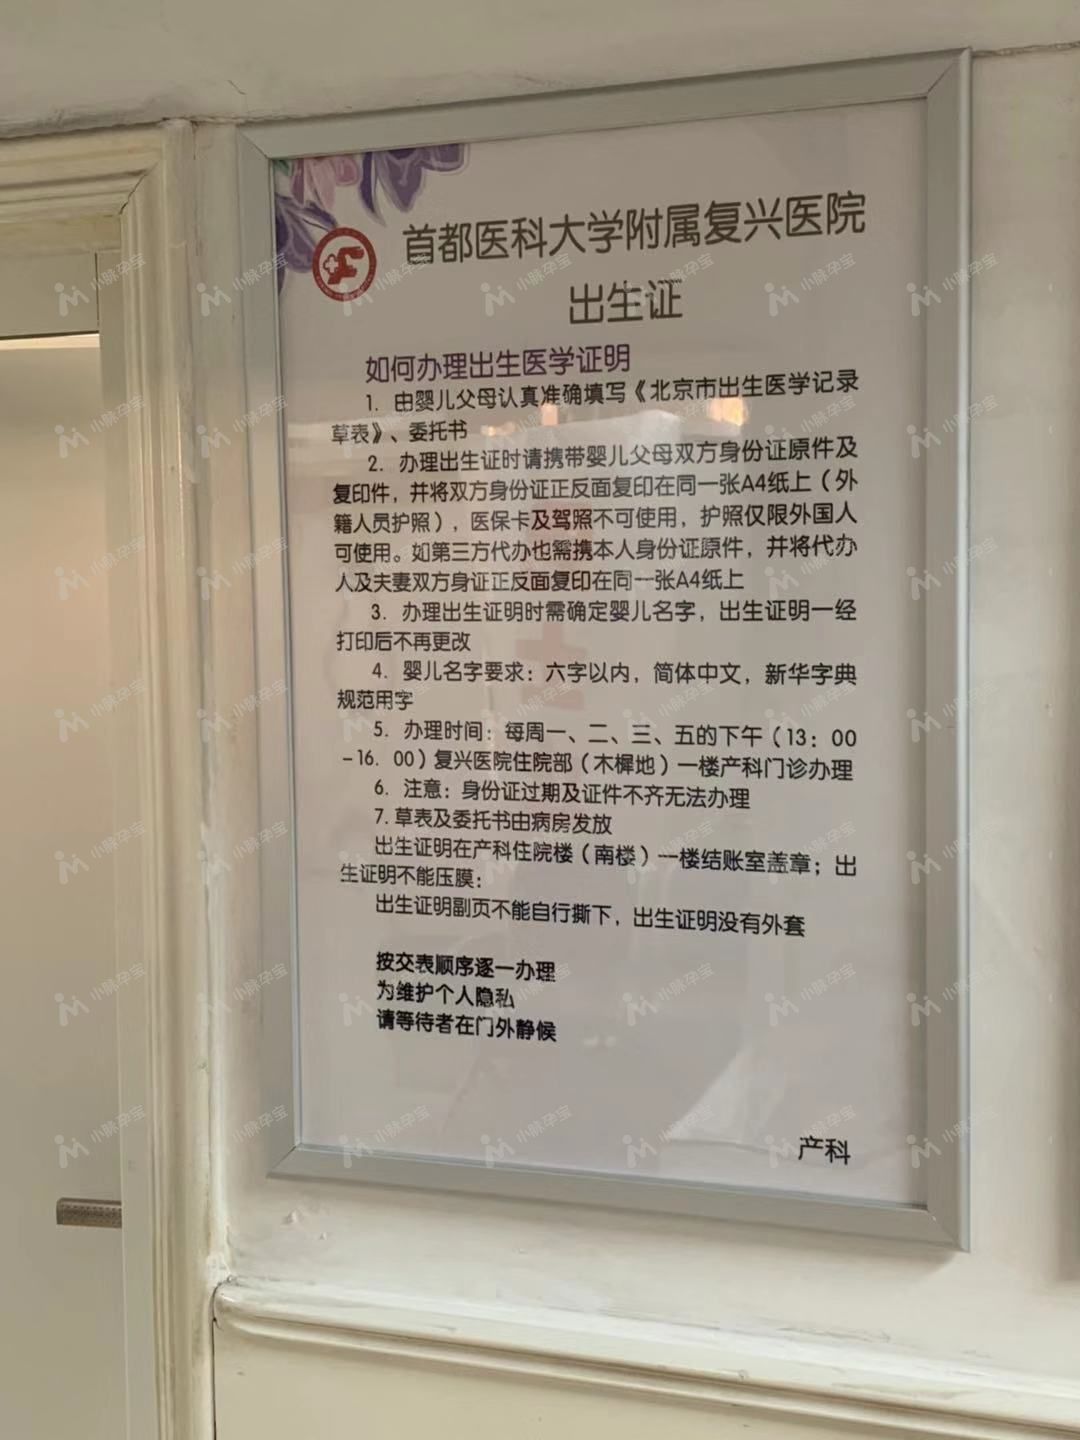 首都医科大学附属复兴医院
出生证
如何办理出生医学证明
1. 由婴儿父母认真准确填写《北京市出生医学记录
草表》、委托书
2. 办理出生证时请携带婴儿父母双方身份证原件及
复印件，并将双方身份证正反面复印在同一张A4纸上（外
籍人员护照），医保卡及驾照不可使用，护照仅限外国人
可使用。如第三方代办也需携本人身份证原件，并将代办
人及夫妻双方身证正反面复印在同一张A4纸上
3. 办理出生证明时需确定婴儿名字，出生证明一经
打印后不再更改
4. 婴儿名字要求：六字以内，简体中文，新华字典
规范用字
5. 办理时间：每周一、二、三、五的下午（13：00
-16．00）复兴医院住院部（木樨地）一楼产科门诊办理
6. 注意：身份证过期及证件不齐无法办理
7.草表及委托书由病房发放
出生证明在产科住院楼（南楼）一楼结账室盖章；出
生证明不能压膜；
出生证明副页不能自行撕下，出生证明没有外套
按交表顺序逐一办理
为维护个人隐私
请等待者在门外静候
产科
小脉孕宝